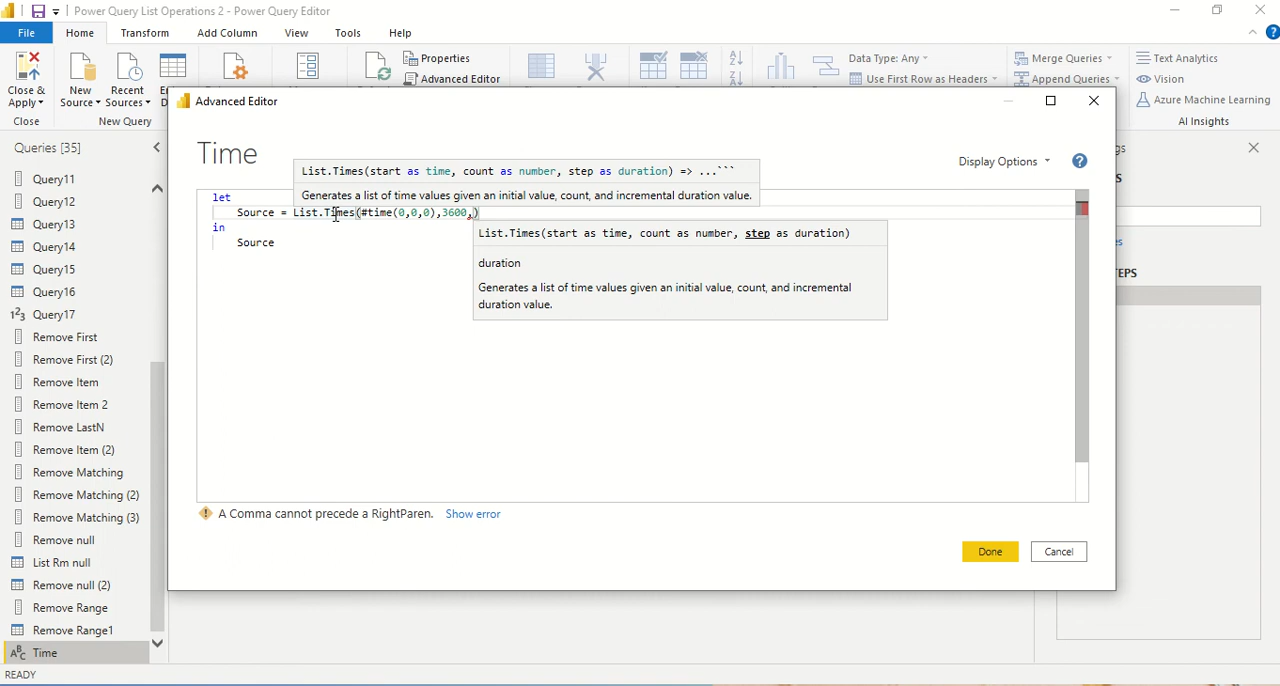 Power Query List Operations 2 - Power Query Editor
File Home Transform Add Column View Tools Help
Close & Apply
New Source
Recent Sources
Properties
Advanced Editor
Data Type: Any
Use First Row as Headers
Merge Queries
Append Queries
Text Analytics
Vision
Azure Machine Learning
Close
New Query
AI Insights
Queries [35]
Query11
Query12
Query13
Query14
Query15
Query16
123 Query17
Remove First
Remove First (2)
Remove Item
Remove Item 2
Remove LastN
Remove Item (2)
Remove Matching
Remove Matching (2)
Remove Matching (3)
Remove null
List Rm null
Remove null (2)
Remove Range
Remove Range1
ABC Time
READY
Advanced Editor
Time
Display Options
?
List.Times(start as time, count as number, step as duration) => ...```
Generates a list of time values given an initial value, count, and incremental duration value.
let
Source = List.Times(#time(0,0,0),3600,)
in
Source
List.Times(start as time, count as number, step as duration)
duration
Generates a list of time values given an initial value, count, and incremental
duration value.
A Comma cannot precede a RightParen. Show error
Done Cancel